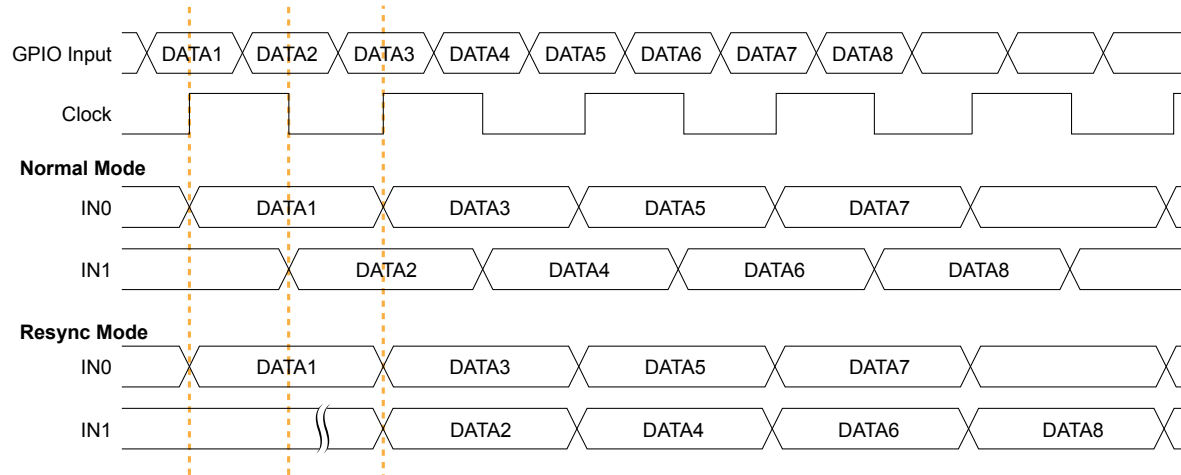 GPIO Input DATA1 DATA2 DATA3 DATA4 DATA5 DATA6 DATA7 DATA8
Clock
Normal Mode
IN0 DATA1 DATA3 DATA5 DATA7
IN1 DATA2 DATA4 DATA6 DATA8
Resync Mode
IN0 DATA1 DATA3 DATA5 DATA7
IN1 DATA2 DATA4 DATA6 DATA8